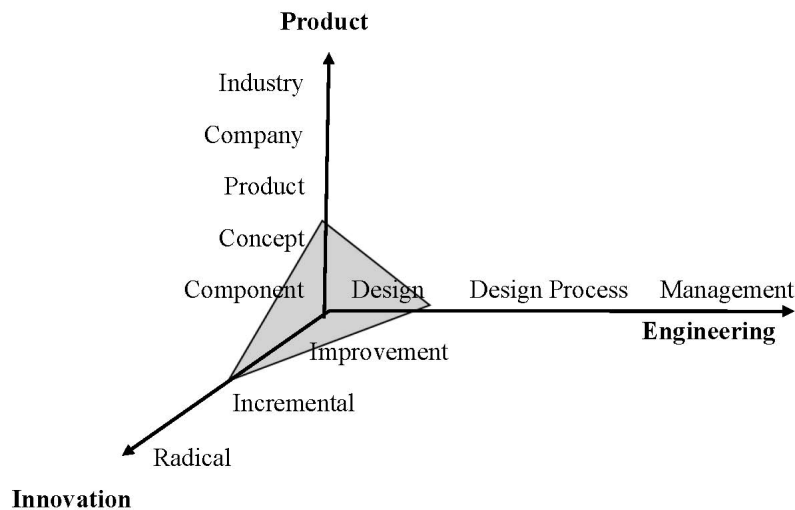 Product
Industry
Company
Product
Concept
Component
Design
Design Process
Management
Engineering
Improvement
Incremental
Radical
Innovation